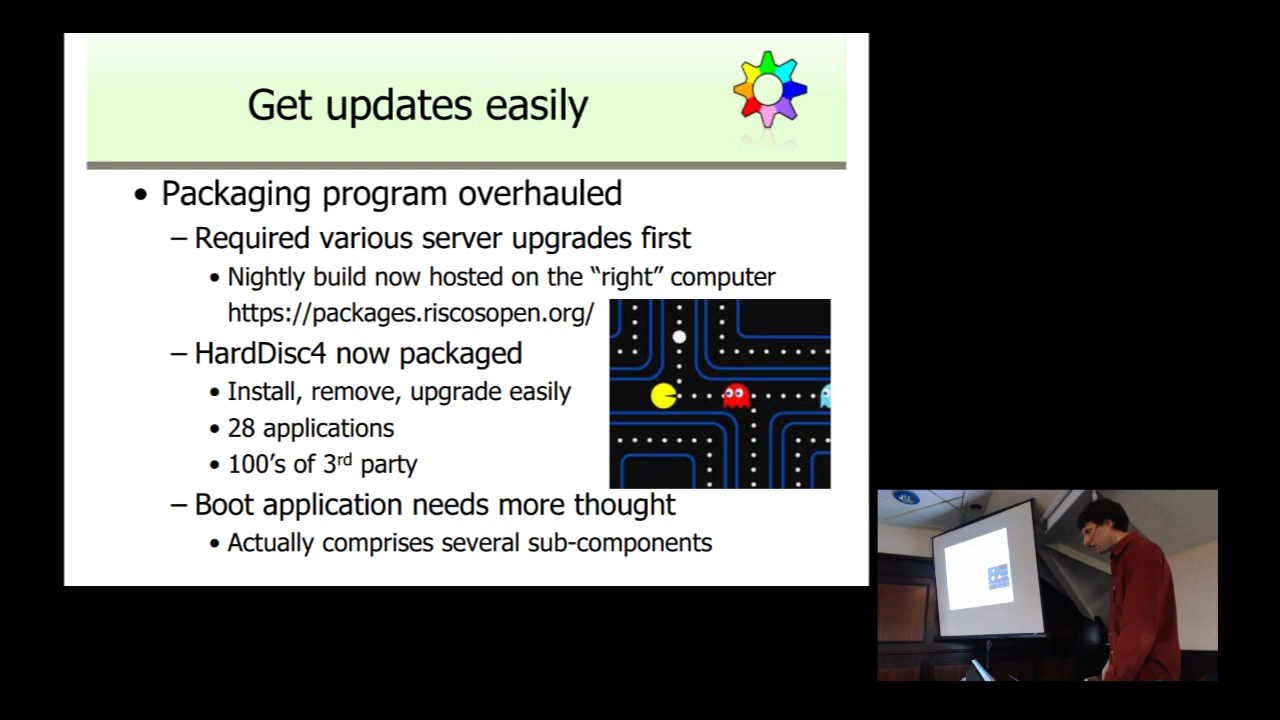 Get updates easily
• Packaging program overhauled
– Required various server upgrades first
• Nightly build now hosted on the “right” computer
https://packages.riscosopen.org/
– HardDisc4 now packaged
• Install, remove, upgrade easily
• 28 applications
• 100’s of 3rd party
– Boot application needs more thought
• Actually comprises several sub-components